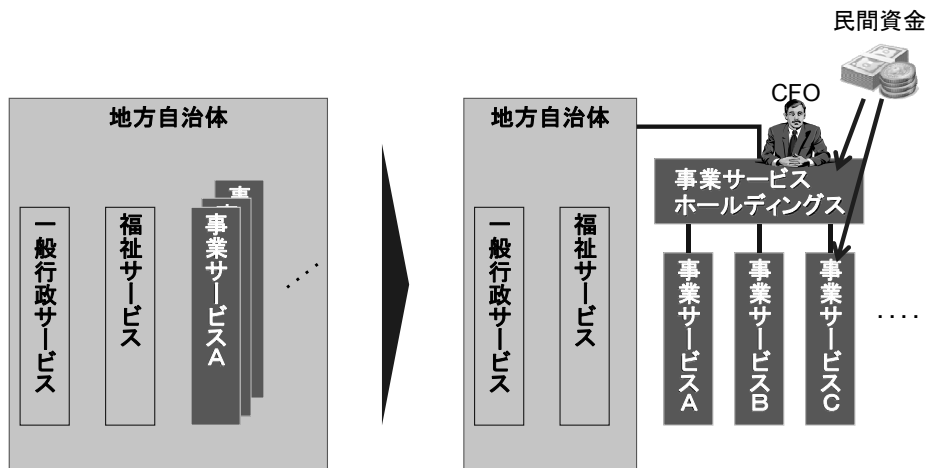 民間資金
地方自治体
一般行政サービス
福祉サービス
事業サービスA
事
‥‥
地方自治体
一般行政サービス
福祉サービス
CFO
事業サービス
ホールディングス
事業サービスA
事業サービスB
事業サービスC
‥‥